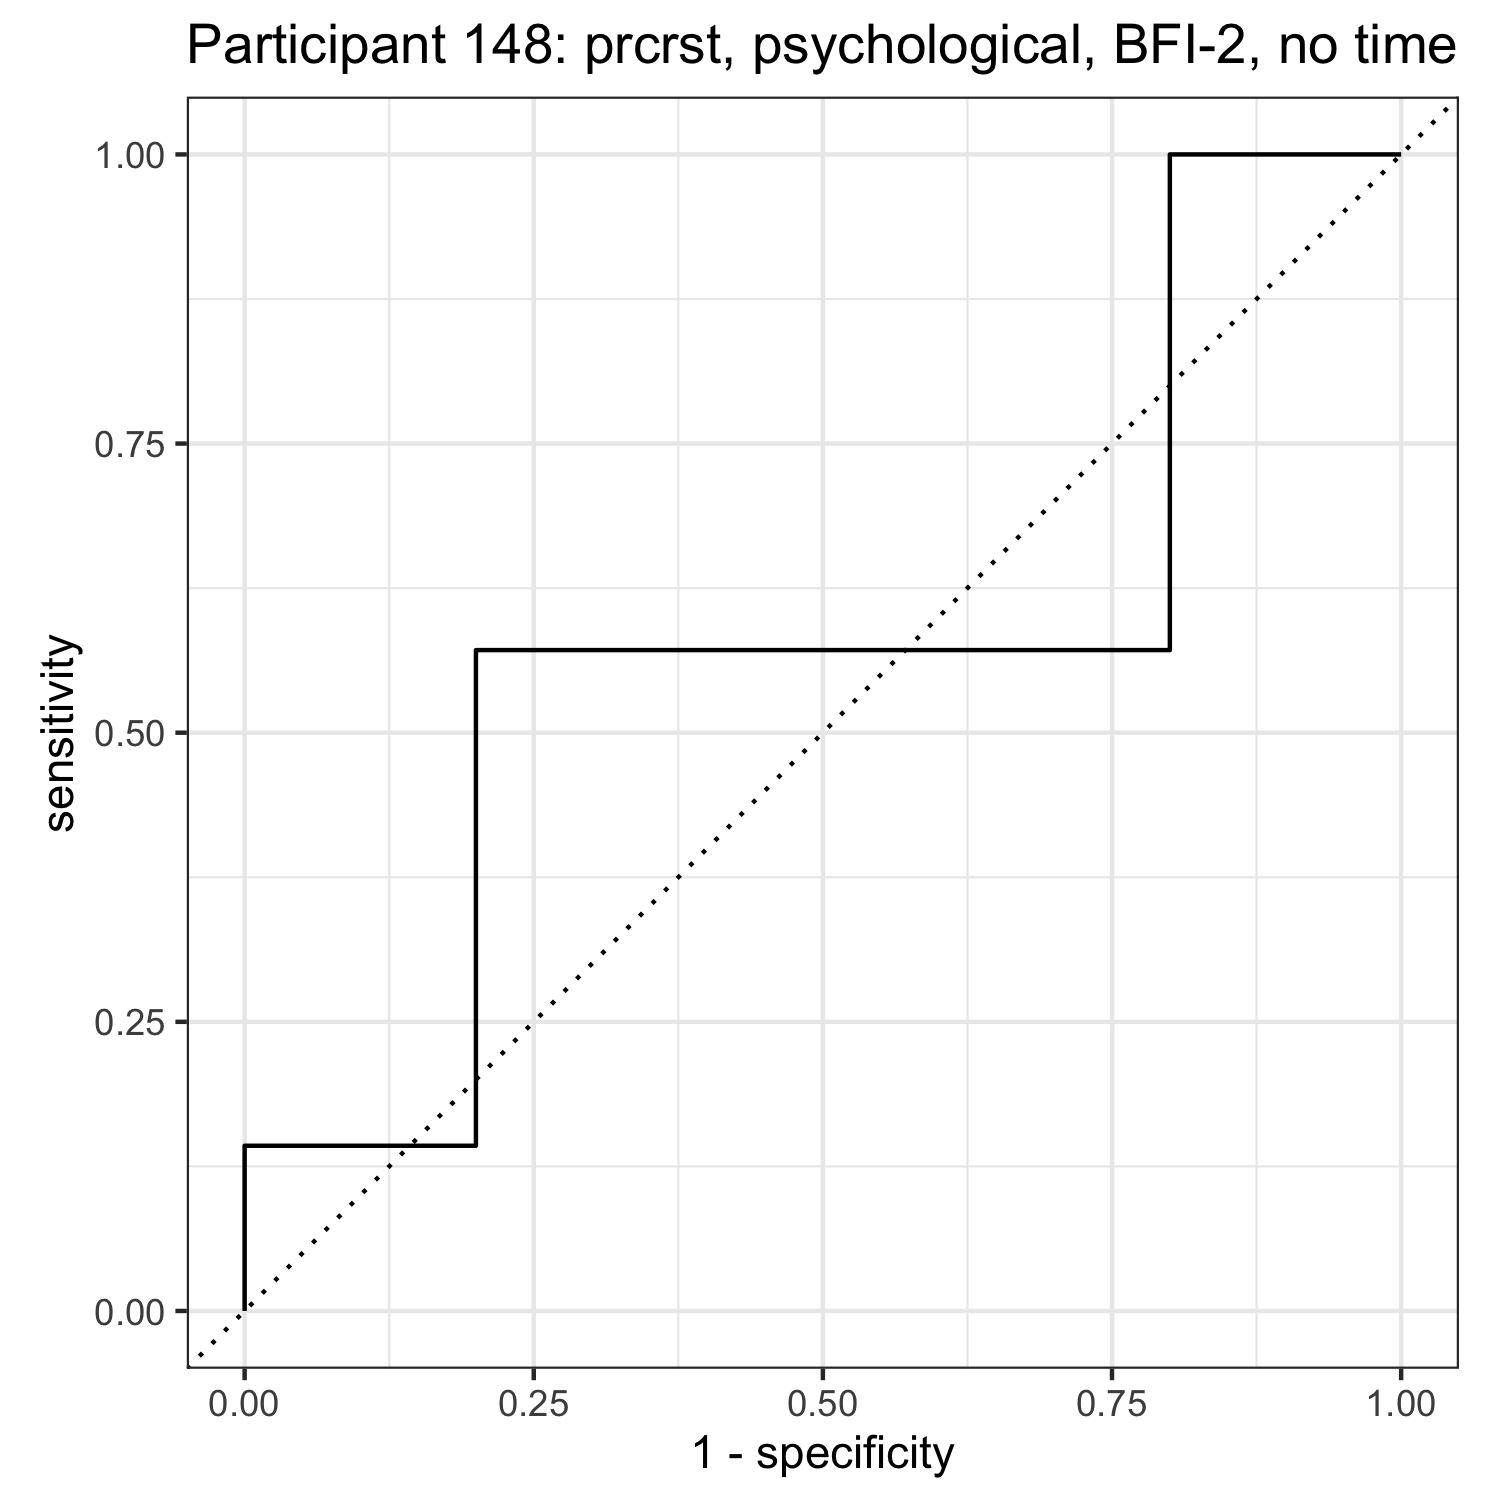 Participant 148: prcrst, psychological, BFI-2, no time
1.00
0.75
0.50
0.25
0.00
sensitivity
0.00 0.25 0.50 0.75 1.00
1 - specificity